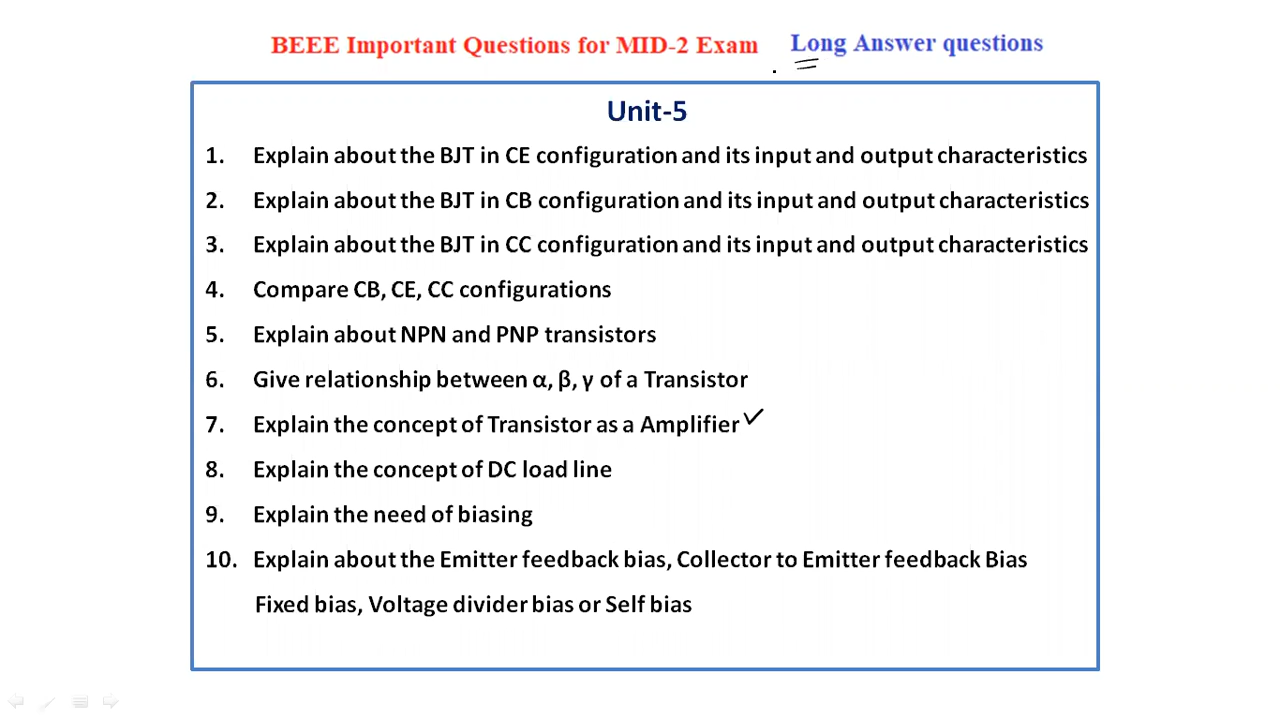 BEEE Important Questions for MID-2 Exam Long Answer questions
Unit-5
1. Explain about the BJT in CE configuration and its input and output characteristics
2. Explain about the BJT in CB configuration and its input and output characteristics
3. Explain about the BJT in CC configuration and its input and output characteristics
4. Compare CB, CE, CC configurations
5. Explain about NPN and PNP transistors
6. Give relationship between α, β, γ of a Transistor
7. Explain the concept of Transistor as a Amplifier ✓
8. Explain the concept of DC load line
9. Explain the need of biasing
10. Explain about the Emitter feedback bias, Collector to Emitter feedback Bias
Fixed bias, Voltage divider bias or Self bias